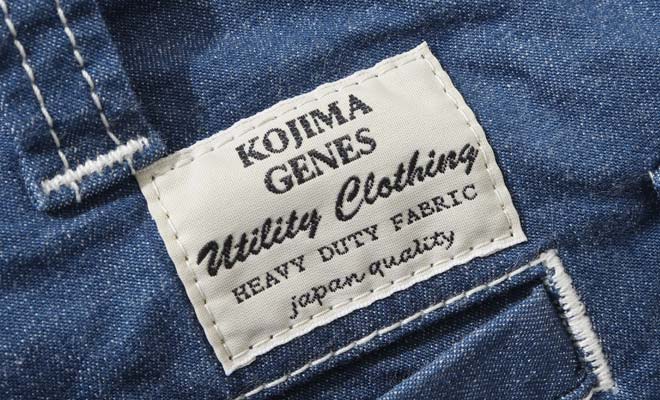 KOJIMA
GENES
Utility Clothing
HEAVY DUTY FABRIC
japan quality